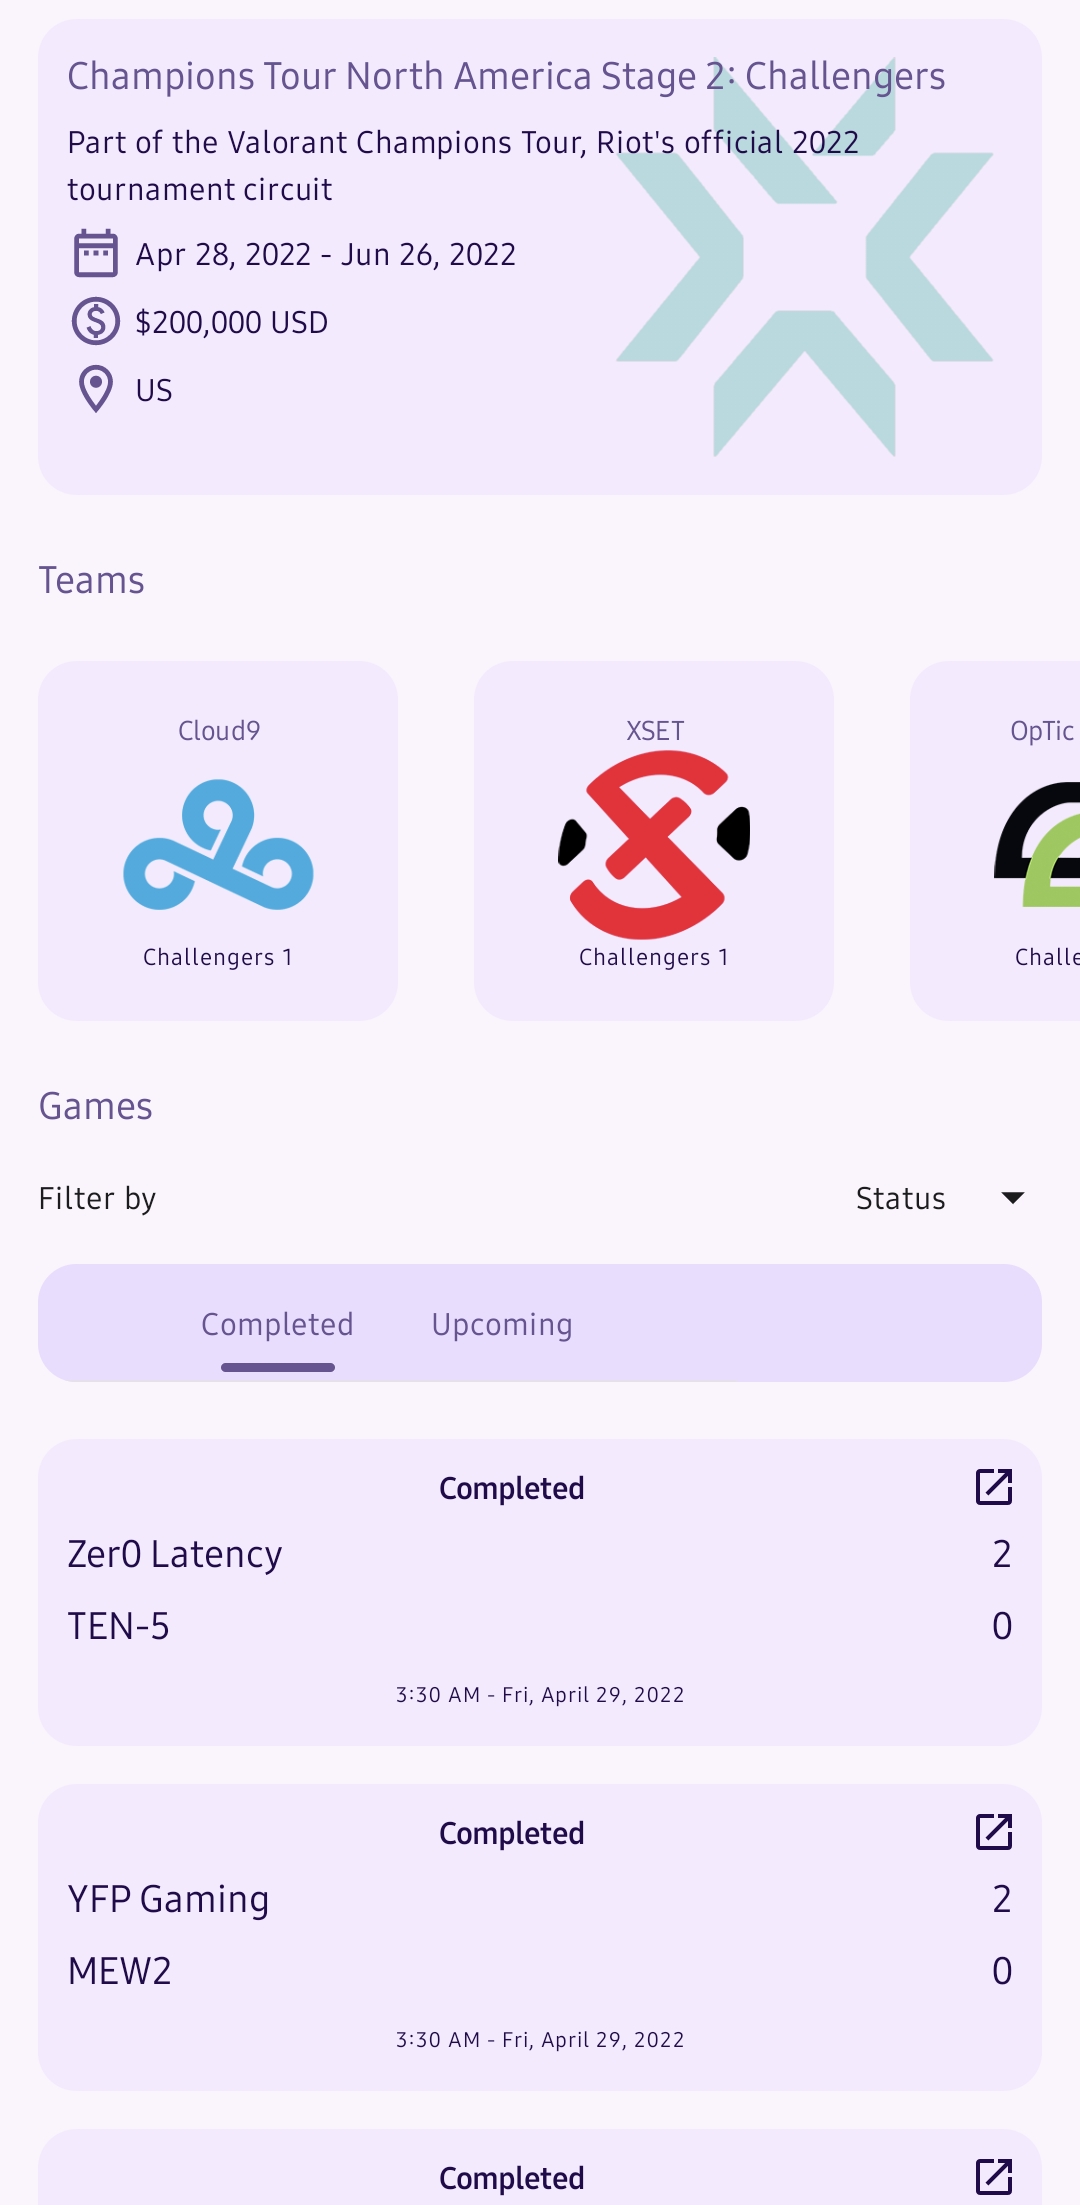 Champions Tour North America Stage 2: Challengers
Part of the Valorant Champions Tour, Riot's official 2022
tournament circuit
Apr 28, 2022 - Jun 26, 2022
$200,000 USD
US
Teams
Cloud9
XSET
OpTic
Challengers 1
Challengers 1
Challe
Games
Filter by
Status
Completed
Upcoming
Completed
Zer0 Latency
2
TEN-5
0
3:30 AM - Fri, April 29, 2022
Completed
YFP Gaming
2
MEW2
0
3:30 AM - Fri, April 29, 2022
Completed